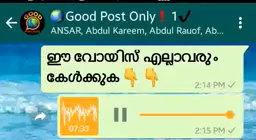 GOOD
Good Post Only❗1✔
ANSAR, Abdul Kareem, Abdul Rauof, Ab...
ഈ വോയിസ് എല്ലാവരും
കേൾക്കുക👇👇
2:14 PM
07:23
2:15 PM